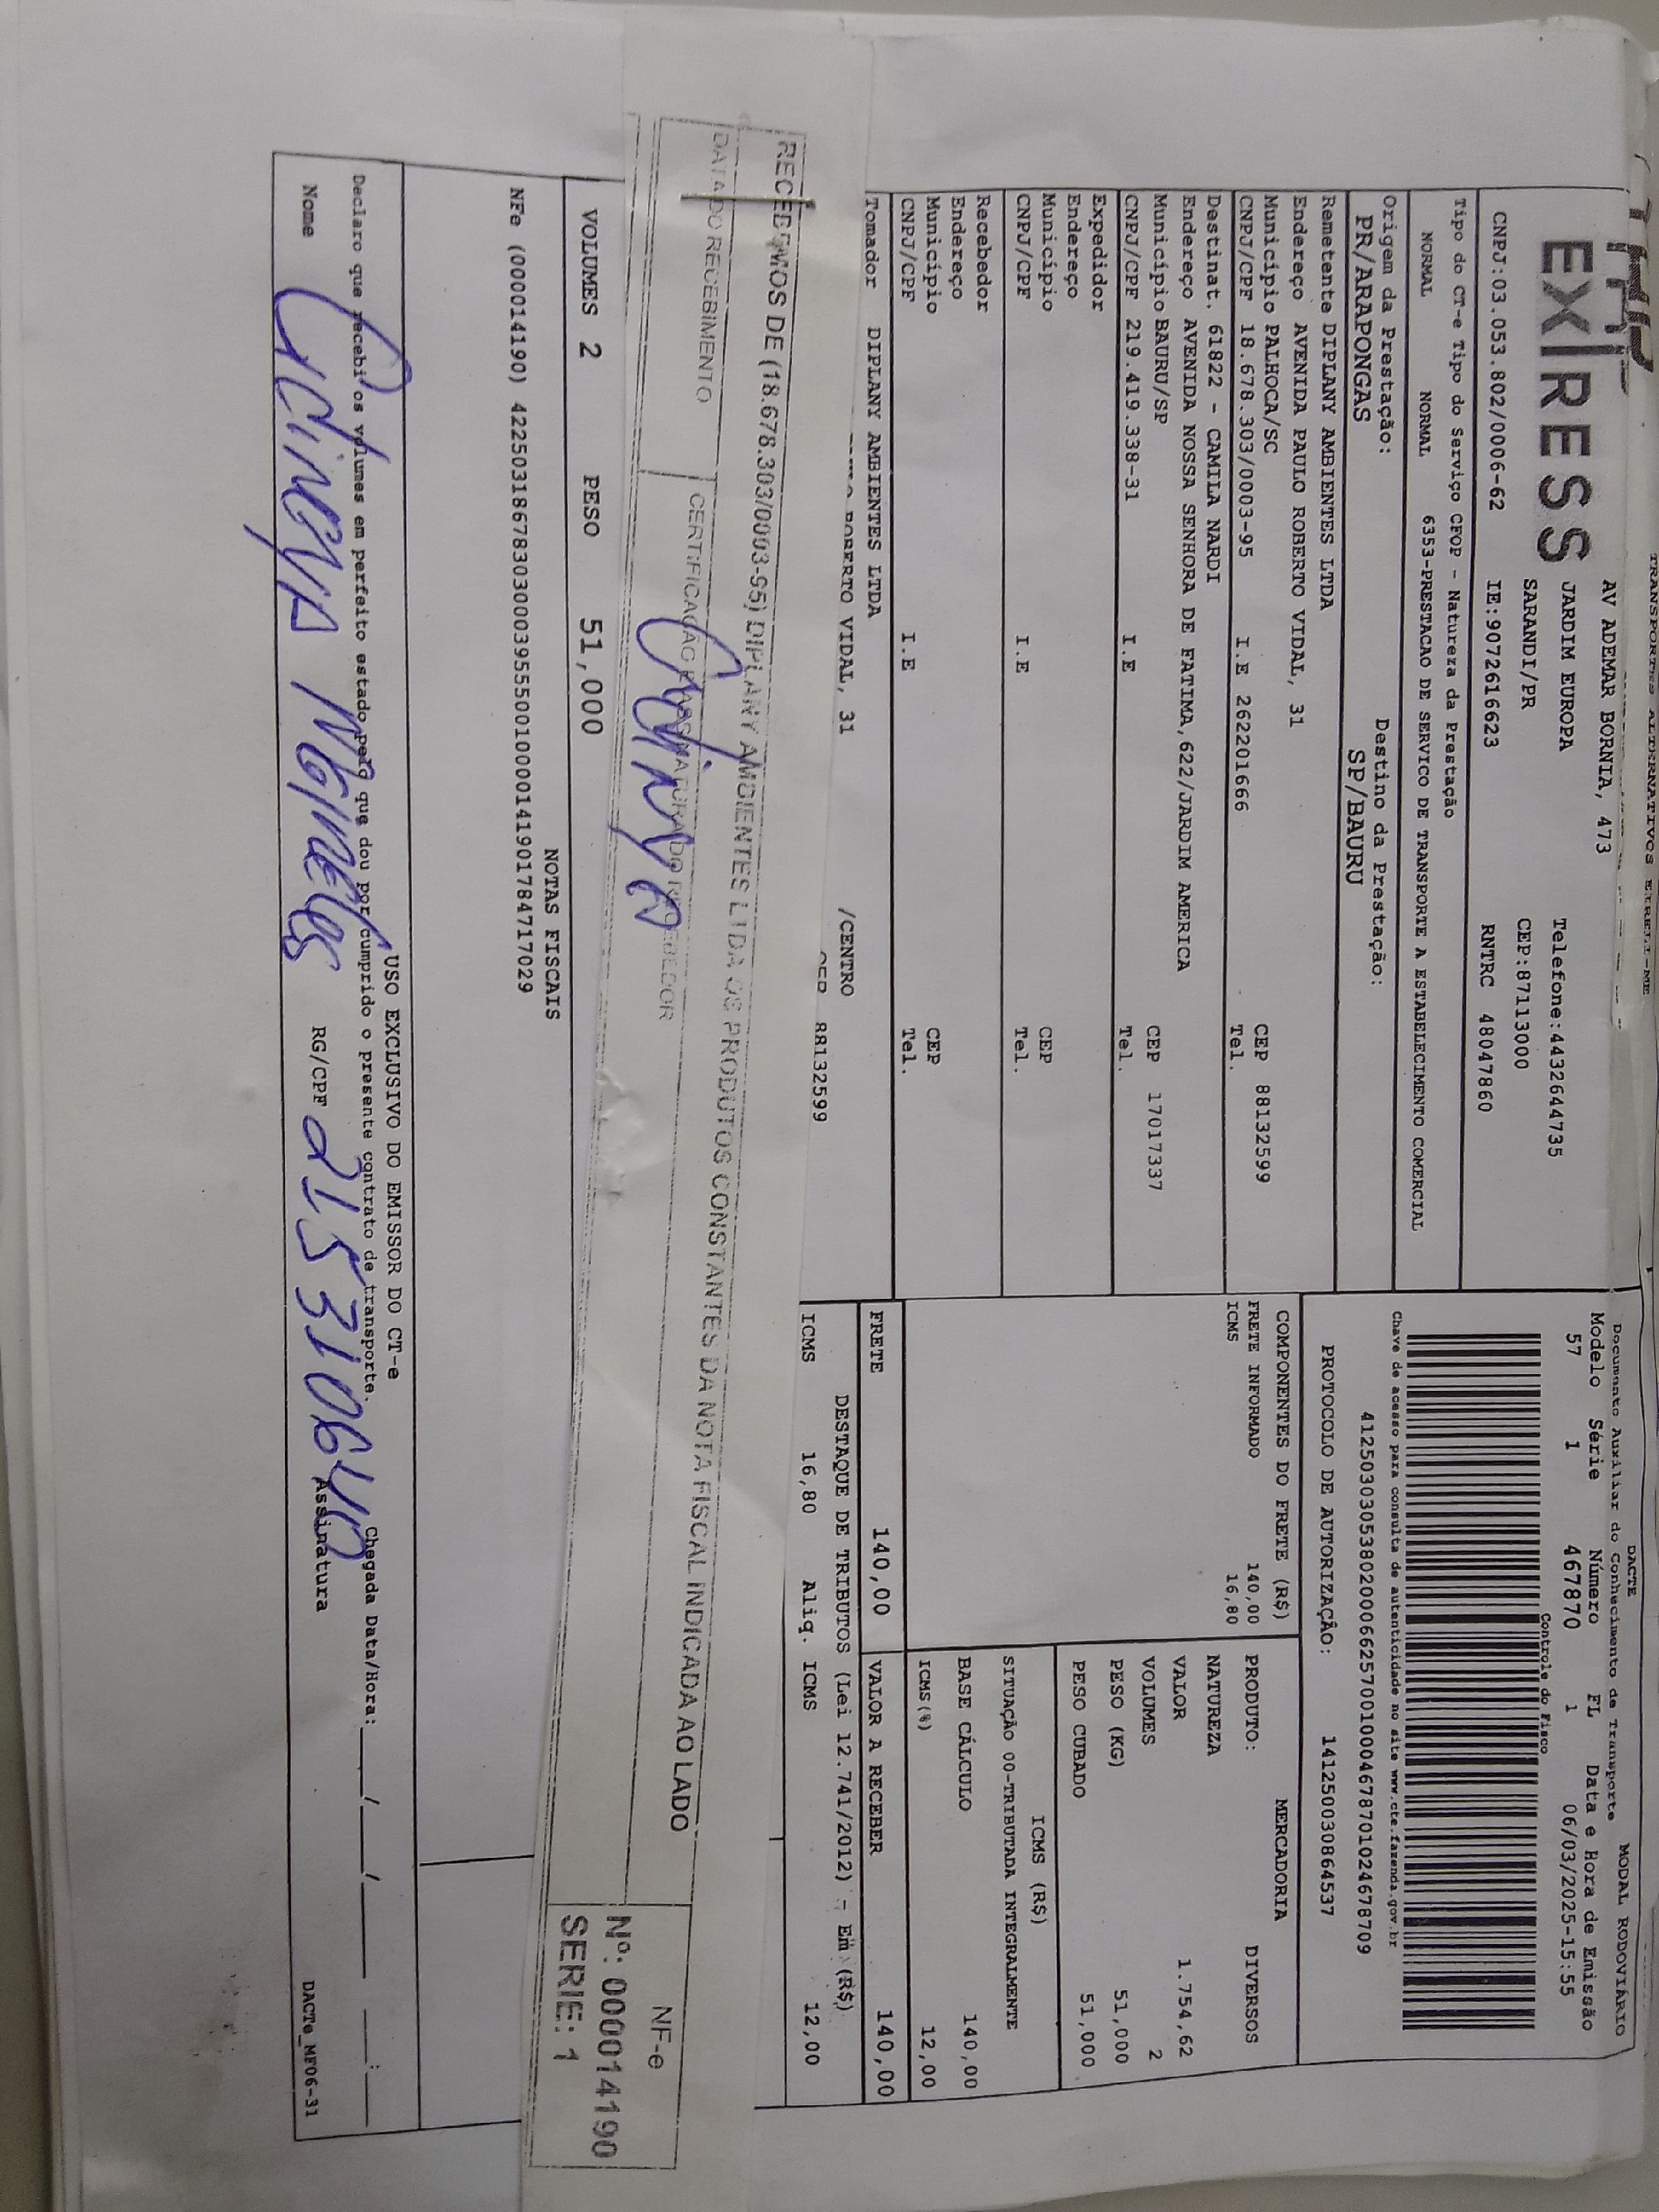 TRANSPORTES ALTERNATIVOS EIRELI-ME
EXPRESS
AV ADEMAR BORNIA, 473
JARDIM EUROPA
Telefone:4432644735
SARANDI/PR
CEP:87113000
CNPJ:03.053.802/0006-62 IE:9072616623 RNTRC 48047860
Tipo do CT-e Tipo do Serviço CFOP - Natureza da Prestação
NORMAL NORMAL 6353-PRESTACAO DE SERVICO DE TRANSPORTE A ESTABELECIMENTO COMERCIAL
Origem da Prestação: Destino da Prestação:
PR/ARAPONGAS SP/BAURU
DACTE MODAL RODOVIÁRIO
Documento Auxiliar do Conhecimento de Transporte
Modelo Série Número FL Data e Hora de Emissão
57 1 467870 1 06/03/2025-15:55
Controle do Fisco
Chave de acesso para consulta de autenticidade no site www.cte.fazenda.gov.br
41250303053802000662570010004678701024678709
PROTOCOLO DE AUTORIZAÇÃO: 141250030864537
Remetente DIPLANY AMBIENTES LTDA
Endereço AVENIDA PAULO ROBERTO VIDAL, 31
Município PALHOCA/SC CEP 88132599
CNPJ/CPF 18.678.303/0003-95 I.E 262201666 Tel.
Destinat. 61822 - CAMILA NARDI
Endereço AVENIDA NOSSA SENHORA DE FATIMA,622/JARDIM AMERICA
Município BAURU/SP CEP 17017337
CNPJ/CPF 219.419.338-31 I.E Tel.
Expedidor
Endereço
Município CEP
CNPJ/CPF I.E Tel.
Recebedor
Endereço
Município CEP
CNPJ/CPF I.E Tel.
Tomador DIPLANY AMBIENTES LTDA
ROBERTO VIDAL, 31 /CENTRO
CEP 88132599
COMPONENTES DO FRETE (R$)
FRETE INFORMADO 140,00
ICMS 16,80
MERCADORIA
PRODUTO: DIVERSOS
NATUREZA
VALOR 1.754,62
VOLUMES 2
PESO (KG) 51,000
PESO CUBADO 51,000
ICMS (R$)
SITUAÇÃO 00-TRIBUTADA INTEGRALMENTE
BASE CÁLCULO 140,00
ICMS(%) 12,00
FRETE 140,00 VALOR A RECEBER 140,00
DESTAQUE DE TRIBUTOS (Lei 12.741/2012) - Em (R$)
ICMS 16,80 Aliq. ICMS 12,00
RECEBEMOS DE (18.678.303/0003-95) DIPLANY AMBIENTES LTDA OS PRODUTOS CONSTANTES DA NOTA FISCAL INDICADA AO LADO
DATA DO RECEBIMENTO
CERTIFICAÇÃO E ASSINATURA DO RECEBEDOR
NF-e
Nº: 000014190
SERIE: 1
VOLUMES 2 PESO 51,000
NOTAS FISCAIS
NFe (000014190) 42250318678303000395550010000141901784717029
USO EXCLUSIVO DO EMISSOR DO CT-e
Declaro que recebi os volumes em perfeito estado pelo que dou por cumprido o presente contrato de transporte. Chegada Data/Hora:____/____/____ ___:___
Nome RG/CPF 215310640 Assinatura
DACTe_MF06-31